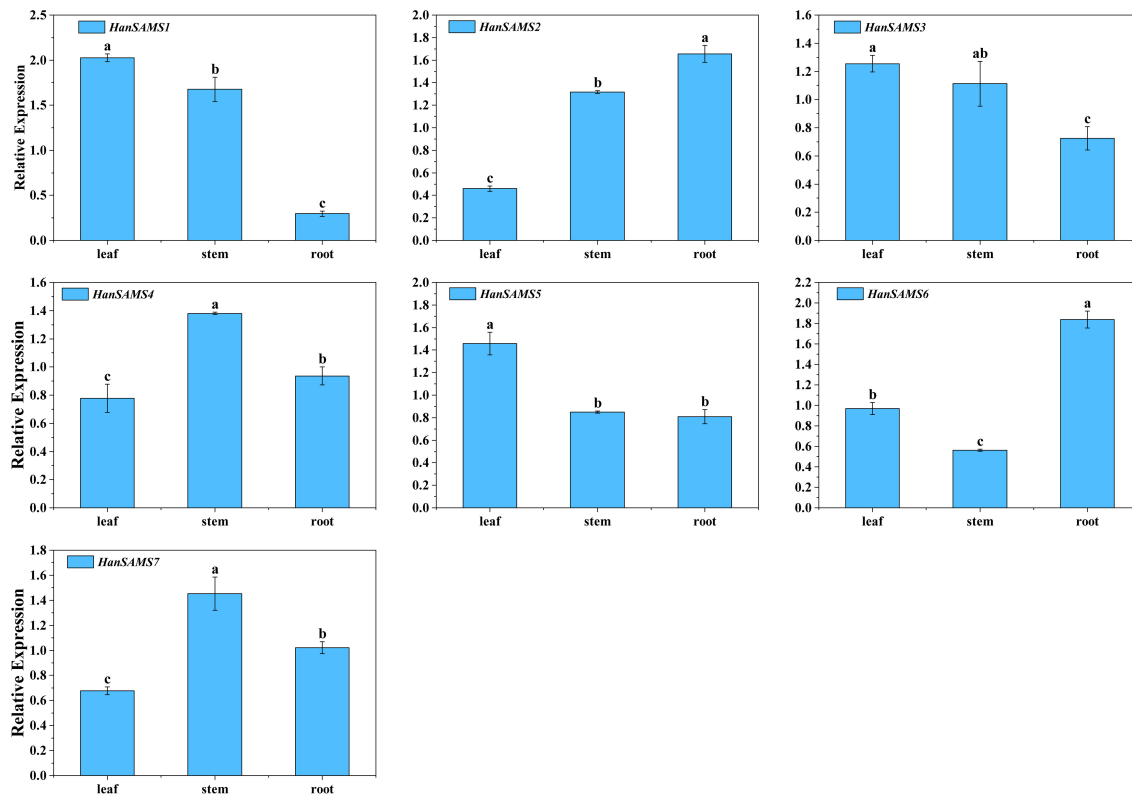 HanSAMS1
Relative Expression
2.5
2.0
1.5
1.0
0.5
0.0
a
b
c
leaf stem root
HanSAMS2
2.0
1.8
1.6
1.4
1.2
1.0
0.8
0.6
0.4
0.2
0.0
c
b
a
leaf stem root
HanSAMS3
1.6
1.4
1.2
1.0
0.8
0.6
0.4
0.2
0.0
a
ab
c
leaf stem root
HanSAMS4
Relative Expression
1.6
1.4
1.2
1.0
0.8
0.6
0.4
0.2
0.0
c
a
b
leaf stem root
HanSAMS5
2.0
1.8
1.6
1.4
1.2
1.0
0.8
0.6
0.4
0.2
0.0
a
b
b
leaf stem root
HanSAMS6
2.2
2.0
1.8
1.6
1.4
1.2
1.0
0.8
0.6
0.4
0.2
0.0
b
c
a
leaf stem root
HanSAMS7
Relative Expression
1.8
1.6
1.4
1.2
1.0
0.8
0.6
0.4
0.2
0.0
c
a
b
leaf stem root